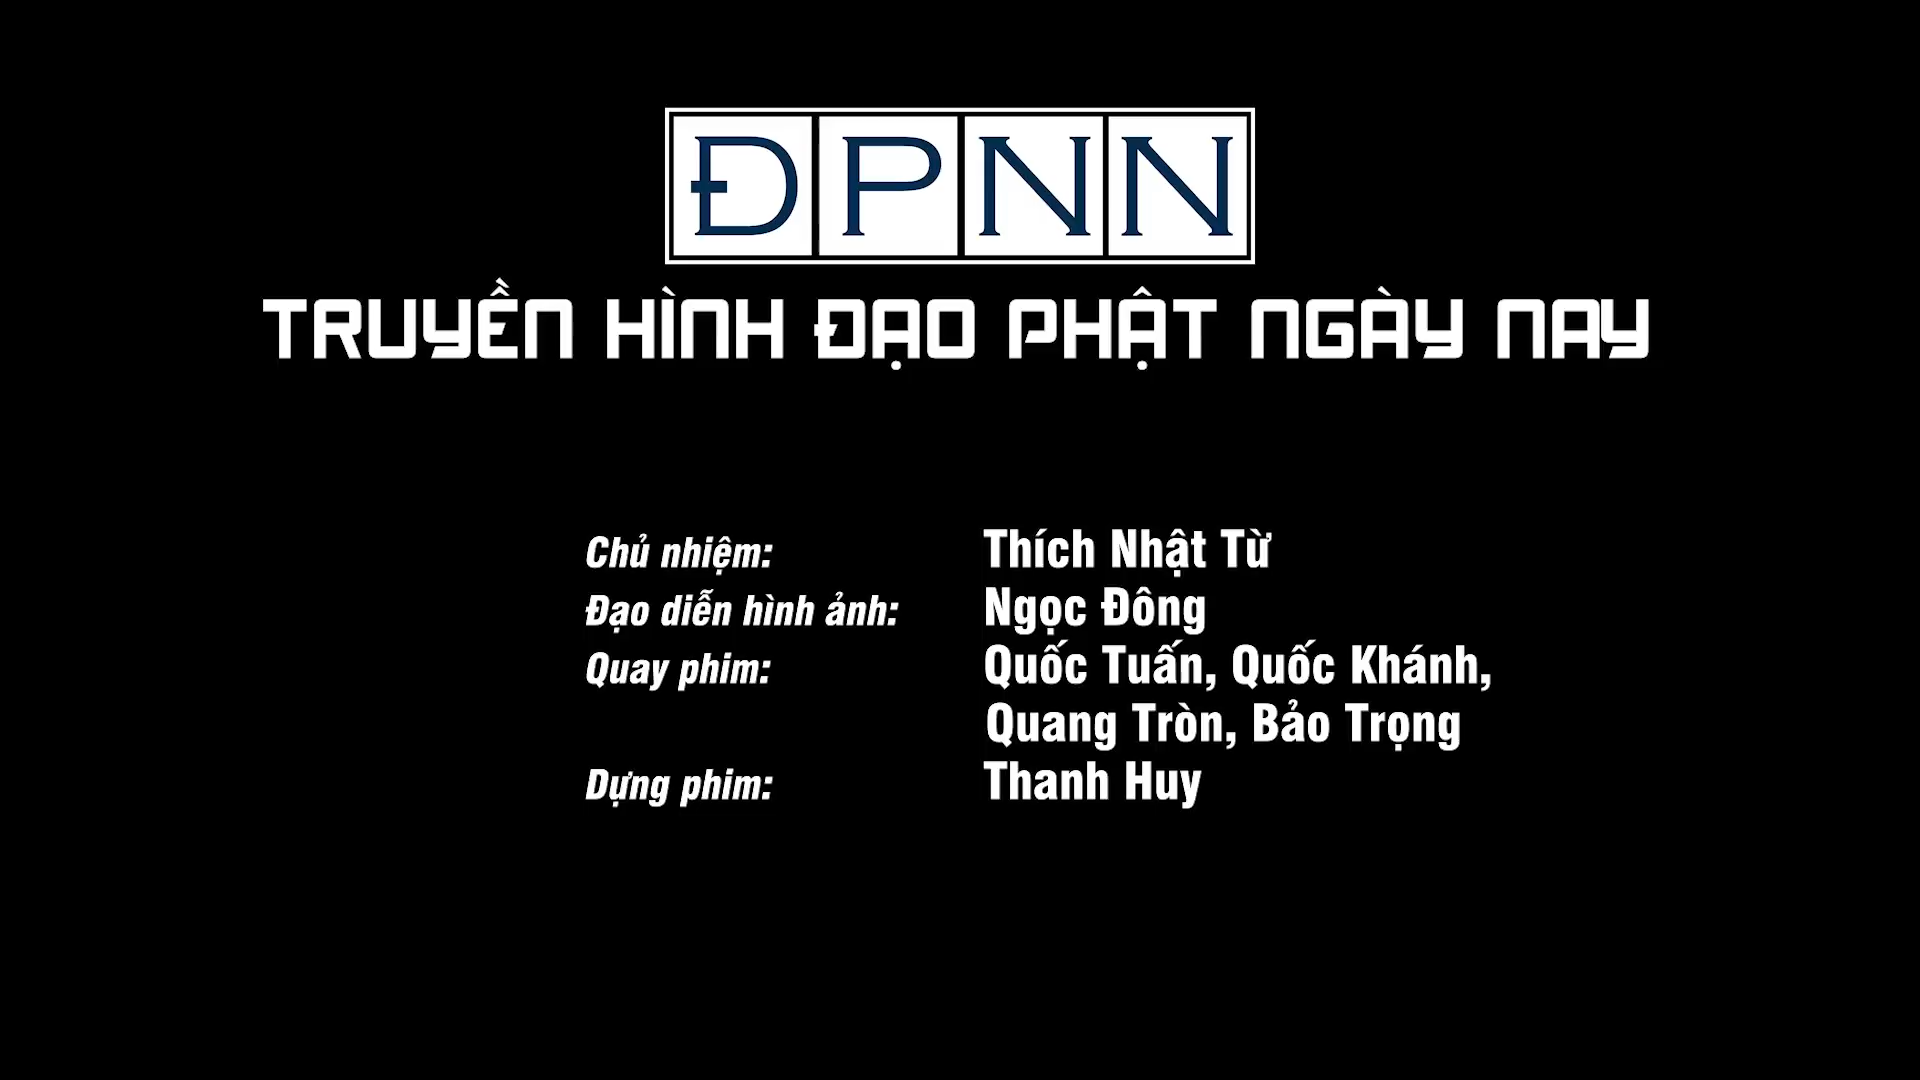 ĐPNN
TRUYỀN HÌNH ĐẠO PHẬT NGÀY NAY
Chủ nhiệm: Thích Nhật Từ
Đạo diễn hình ảnh: Ngọc Đông
Quay phim: Quốc Tuấn, Quốc Khánh,
Quang Tròn, Bảo Trọng
Dựng phim: Thanh Huy